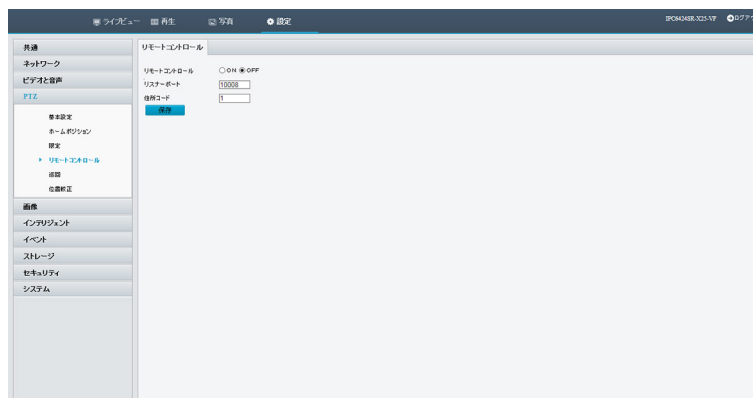 ライブビュー 再生 写真 設定 IPC6424SR-X25-VF ログアウ
共通
ネットワーク
ビデオと音声
PTZ
基本設定
ホームポジション
限定
リモートコントロール
巡回
位置較正
画像
インテリジェント
イベント
ストレージ
セキュリティ
システム
リモートコントロール
リモートコントロール ON OFF
リスナーポート 10008
住所コード 1
保存